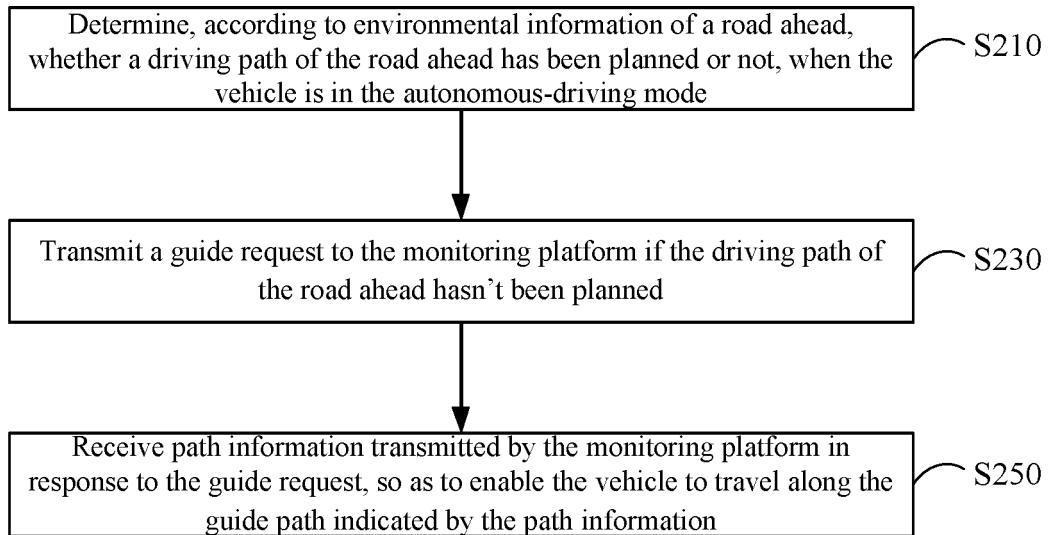 Determine, according to environmental information of a road ahead,
whether a driving path of the road ahead has been planned or not, when the
vehicle is in the autonomous-driving mode
S210
Transmit a guide request to the monitoring platform if the driving path of
the road ahead hasn’t been planned
S230
Receive path information transmitted by the monitoring platform in
response to the guide request, so as to enable the vehicle to travel along the
guide path indicated by the path information
S250